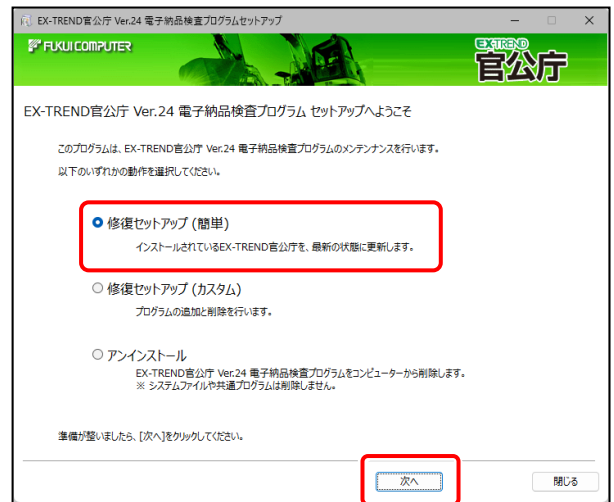 EX-TREND官公庁 Ver.24 電子納品検査プログラムセットアップ
FUKUI COMPUTER
EX-TREND
官公庁
EX-TREND官公庁 Ver.24 電子納品検査プログラム セットアップへようこそ
このプログラムは、EX-TREND官公庁 Ver.24 電子納品検査プログラムのメンテンナンスを行います。
以下のいずれかの動作を選択してください。
修復セットアップ (簡単)
インストールされているEX-TREND官公庁を、最新の状態に更新します。
修復セットアップ (カスタム)
プログラムの追加と削除を行います。
アンインストール
EX-TREND官公庁 Ver.24 電子納品検査プログラムをコンピューターから削除します。
※ システムファイルや共通プログラムは削除しません。
準備が整いましたら、[次へ]をクリックしてください。
次へ
閉じる